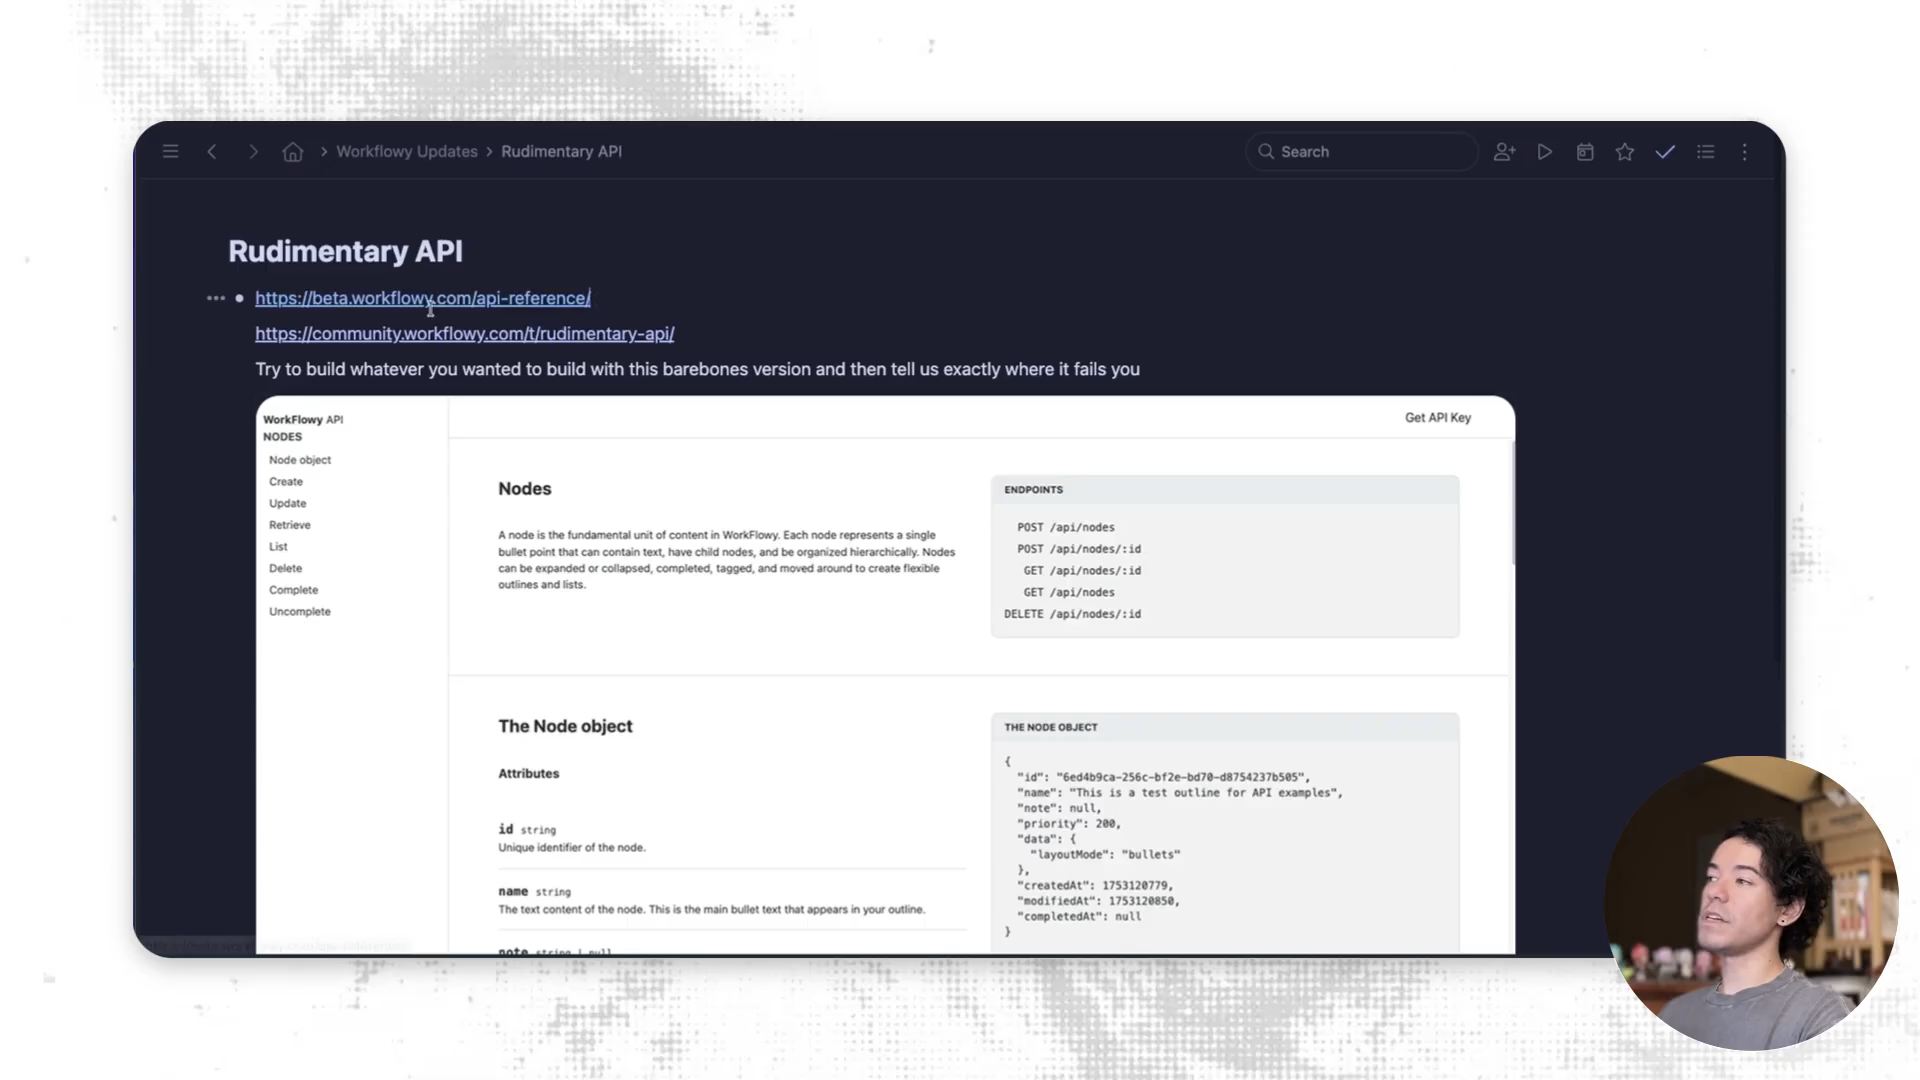 Workflowy Updates > Rudimentary API
Search
Rudimentary API
https://beta.workflowy.com/api-reference/
https://community.workflowy.com/t/rudimentary-api/
Try to build whatever you wanted to build with this barebones version and then tell us exactly where it fails you
WorkFlowy API
Get API Key
NODES
Node object
Create
Update
Retrieve
List
Delete
Complete
Uncomplete
Nodes
A node is the fundamental unit of content in WorkFlowy. Each node represents a single
bullet point that can contain text, have child nodes, and be organized hierarchically. Nodes
can be expanded or collapsed, completed, tagged, and moved around to create flexible
outlines and lists.
ENDPOINTS
POST /api/nodes
POST /api/nodes/:id
GET /api/nodes/:id
GET /api/nodes
DELETE /api/nodes/:id
The Node object
Attributes
id string
Unique identifier of the node.
name string
The text content of the node. This is the main bullet text that appears in your outline.
note string | null
THE NODE OBJECT
{
"id": "6ed4b9ca-256c-bf2e-bd70-d8754237b505",
"name": "This is a test outline for API examples",
"note": null,
"priority": 200,
"data": {
"layoutMode": "bullets"
},
"createdAt": 1753120779,
"modifiedAt": 1753120850,
"completedAt": null
}